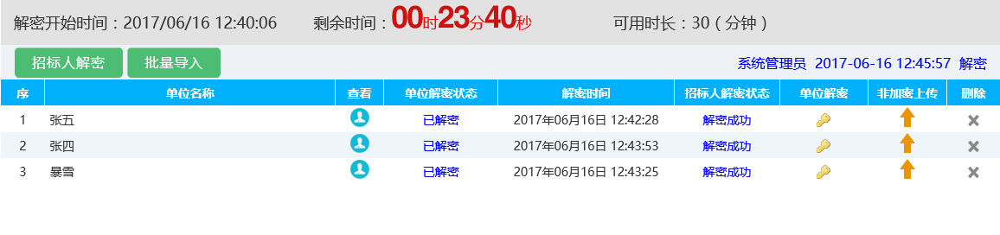 解密开始时间：2017/06/16 12:40:06 剩余时间：00时23分40秒 可用时长：30（分钟）
招标人解密 批量导入 系统管理员 2017-06-16 12:45:57 解密
序 单位名称 查看 单位解密状态 解密时间 招标人解密状态 单位解密 非加密上传 删除
1 张五 已解密 2017年06月16日 12:42:28 解密成功
2 张四 已解密 2017年06月16日 12:43:53 解密成功
3 暴雪 已解密 2017年06月16日 12:43:25 解密成功